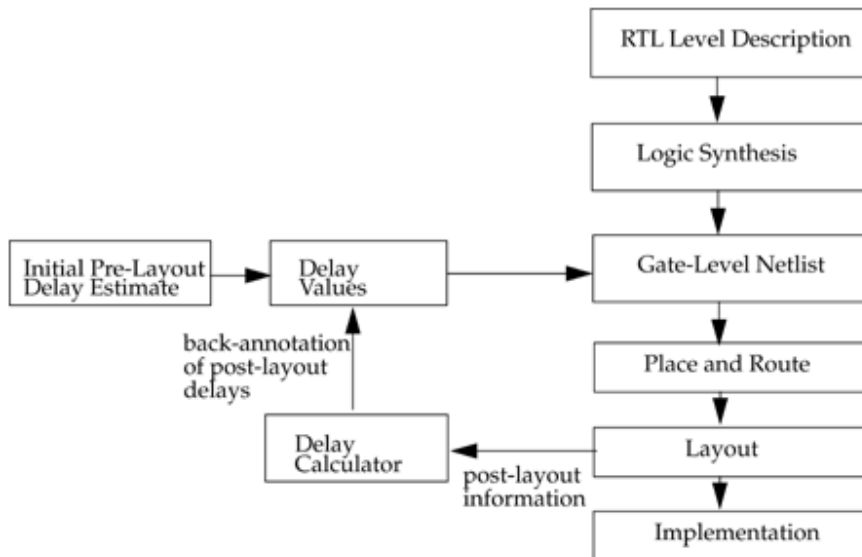 RTL Level Description
Logic Synthesis
Initial Pre-Layout
Delay Estimate
Delay
Values
Gate-Level Netlist
back-annotation
of post-layout
delays
Place and Route
Delay
Calculator
post-layout
information
Layout
Implementation